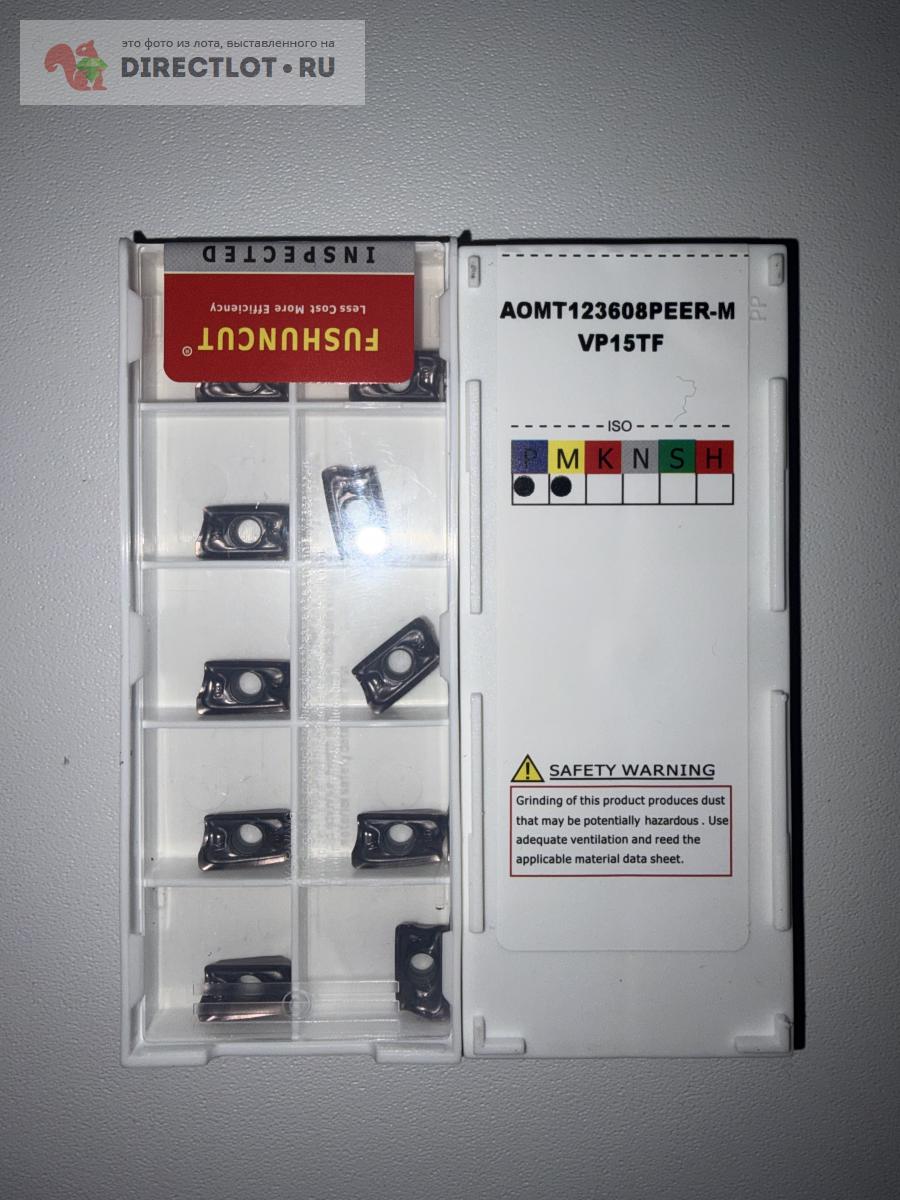 это фото из лота, выставленного на
DIRECTLOT•RU
INSPECTED
Less Cost More Efficiency
FUSHUNCUT®
AOMT123608PEER-M
VP15TF
ISO
P M K N S H
PP
SAFETY WARNING
Grinding of this product produces dust
that may be potentially hazardous . Use
adequate ventilation and reed the
applicable material data sheet.